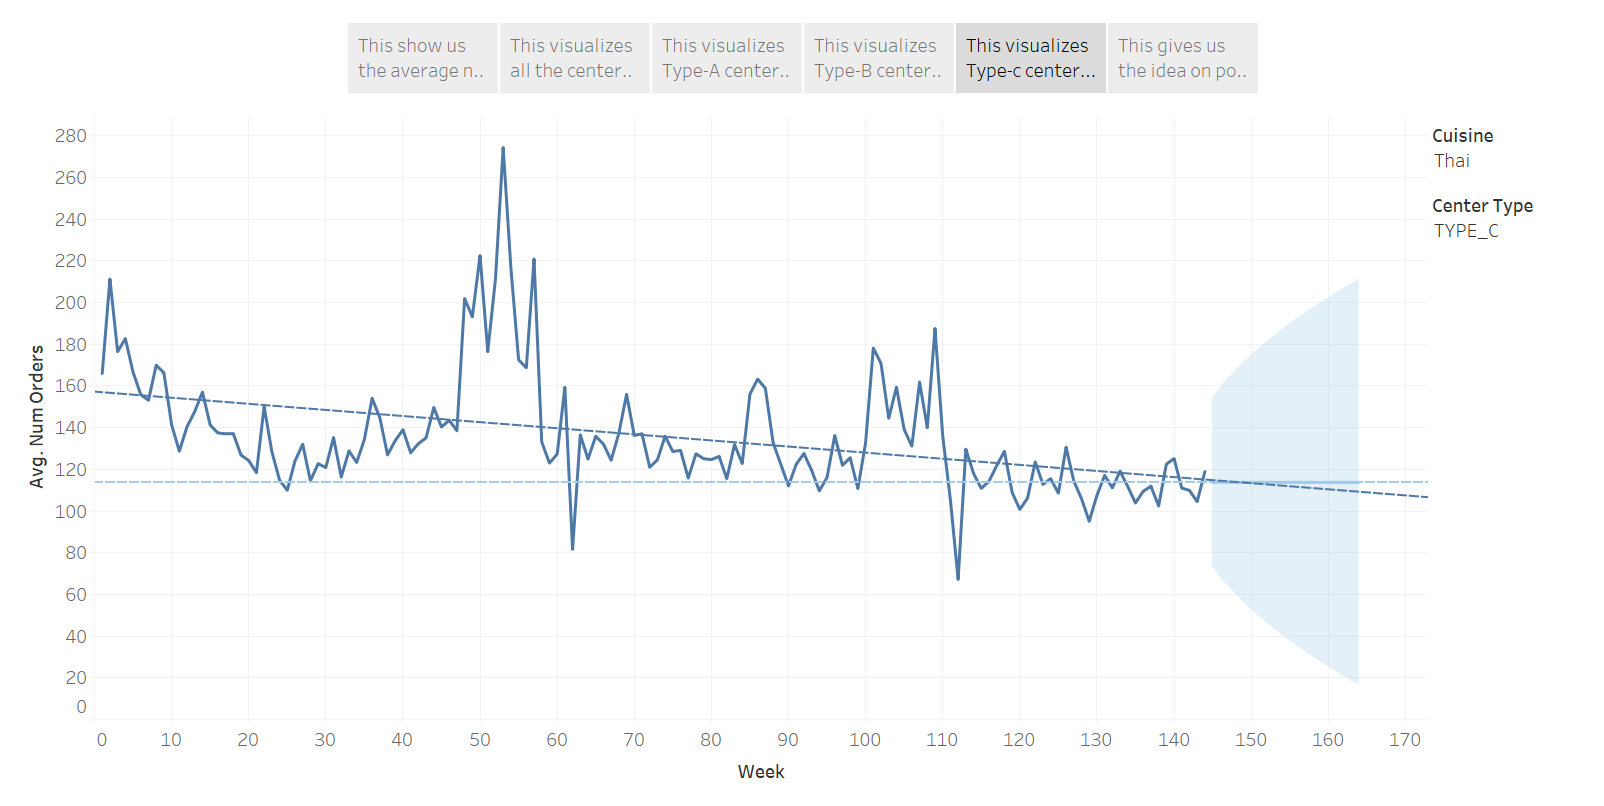 This show us
the average n..
This visualizes
all the center..
This visualizes
Type-A center..
This visualizes
Type-B center..
This visualizes
Type-c center...
This gives us
the idea on po..
280
260
240
220
200
180
160
140
120
100
80
60
40
20
0
Avg. Num Orders
0 10 20 30 40 50 60 70 80 90 100 110 120 130 140 150 160 170
Week
Cuisine
Thai
Center Type
TYPE_C